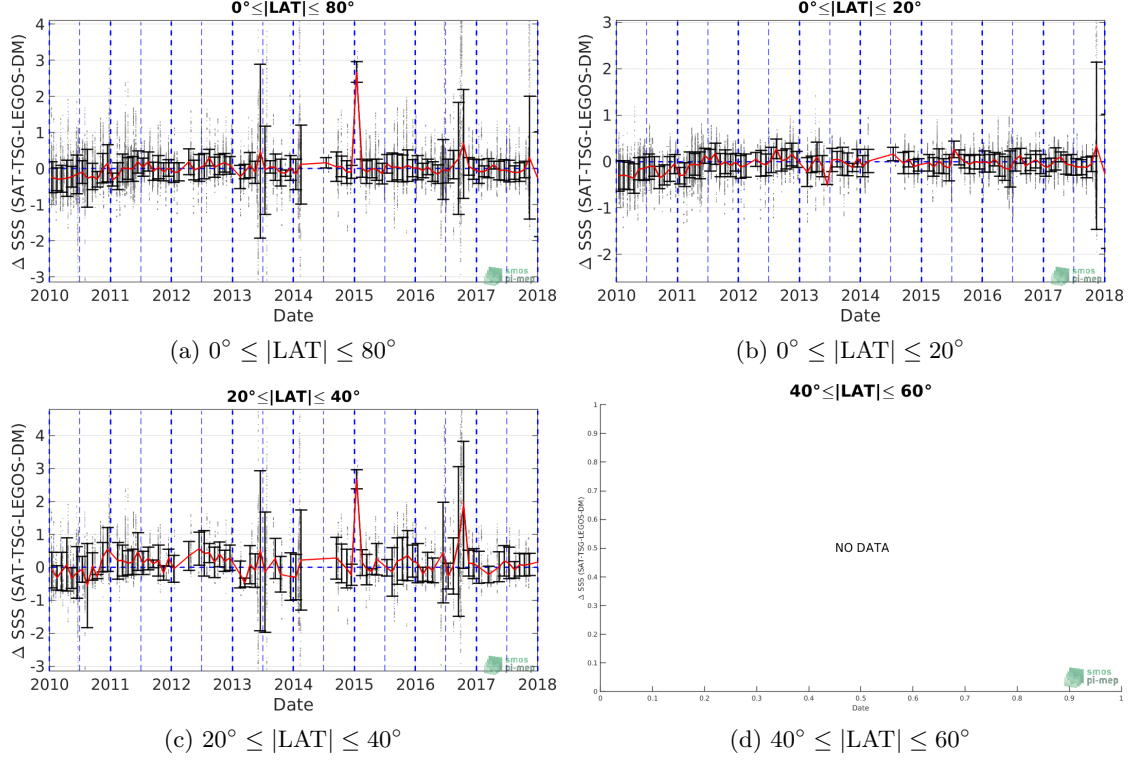 0°≤|LAT|≤ 80°
Δ SSS (SAT-TSG-LEGOS-DM)
4
3
2
1
0
-1
-2
-3
2010 2011 2012 2013 2014 2015 2016 2017 2018
Date
smos
pi-mep
(a) 0° ≤ |LAT| ≤ 80°
0°≤|LAT|≤ 20°
Δ SSS (SAT-TSG-LEGOS-DM)
3
2
1
0
-1
-2
2010 2011 2012 2013 2014 2015 2016 2017 2018
Date
smos
pi-mep
(b) 0° ≤ |LAT| ≤ 20°
20°≤|LAT|≤ 40°
Δ SSS (SAT-TSG-LEGOS-DM)
4
3
2
1
0
-1
-2
-3
2010 2011 2012 2013 2014 2015 2016 2017 2018
Date
smos
pi-mep
(c) 20° ≤ |LAT| ≤ 40°
40°≤|LAT|≤ 60°
Δ SSS (SAT-TSG-LEGOS-DM)
1
0.9
0.8
0.7
0.6
0.5
0.4
0.3
0.2
0.1
0
NO DATA
0 0.1 0.2 0.3 0.4 0.5 0.6 0.7 0.8 0.9 1
Date
smos
pi-mep
(d) 40° ≤ |LAT| ≤ 60°